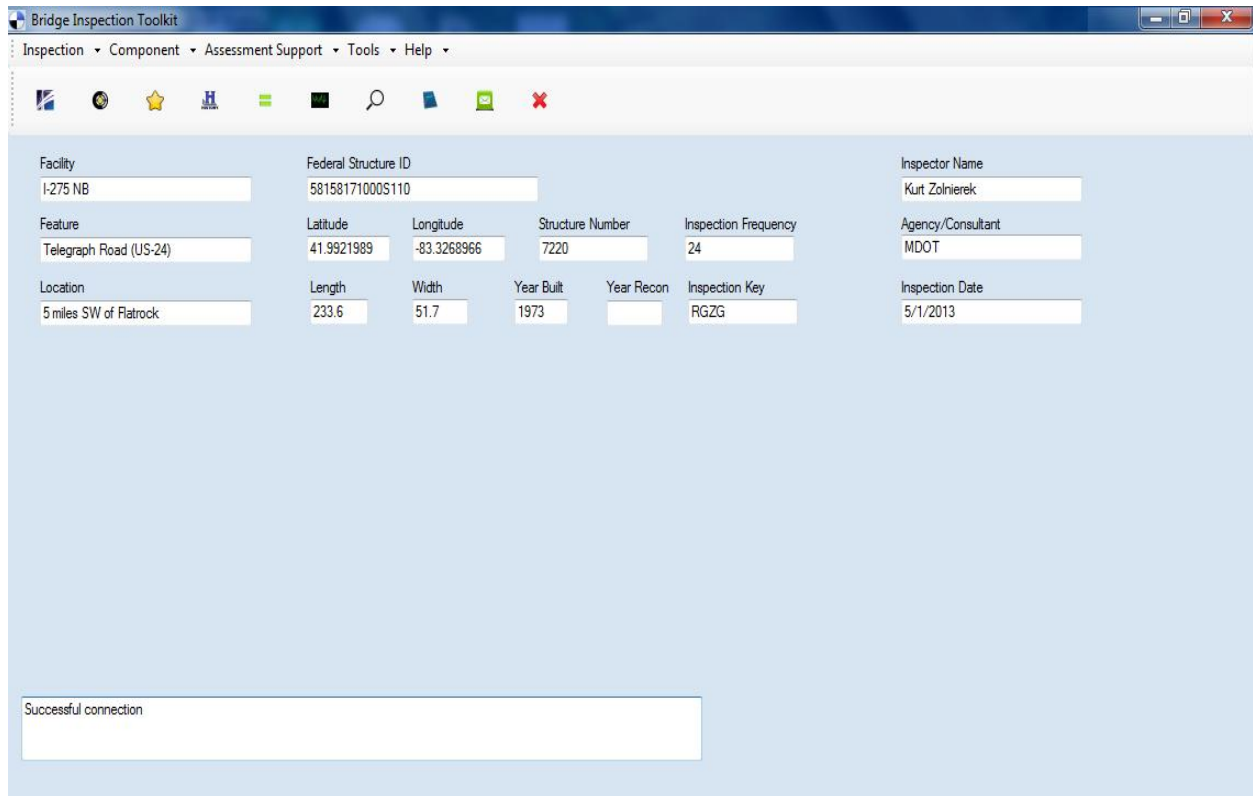 Bridge Inspection Toolkit
Inspection Component Assessment Support Tools Help
H
Facility Federal Structure ID Inspector Name
I-275 NB 58158171000S110 Kurt Zolnierek
Feature Latitude Longitude Structure Number Inspection Frequency Agency/Consultant
Telegraph Road (US-24) 41.9921989 -83.3268966 7220 24 MDOT
Location Length Width Year Built Year Recon Inspection Key Inspection Date
5 miles SW of Flatrock 233.6 51.7 1973 RGZG 5/1/2013
Successful connection